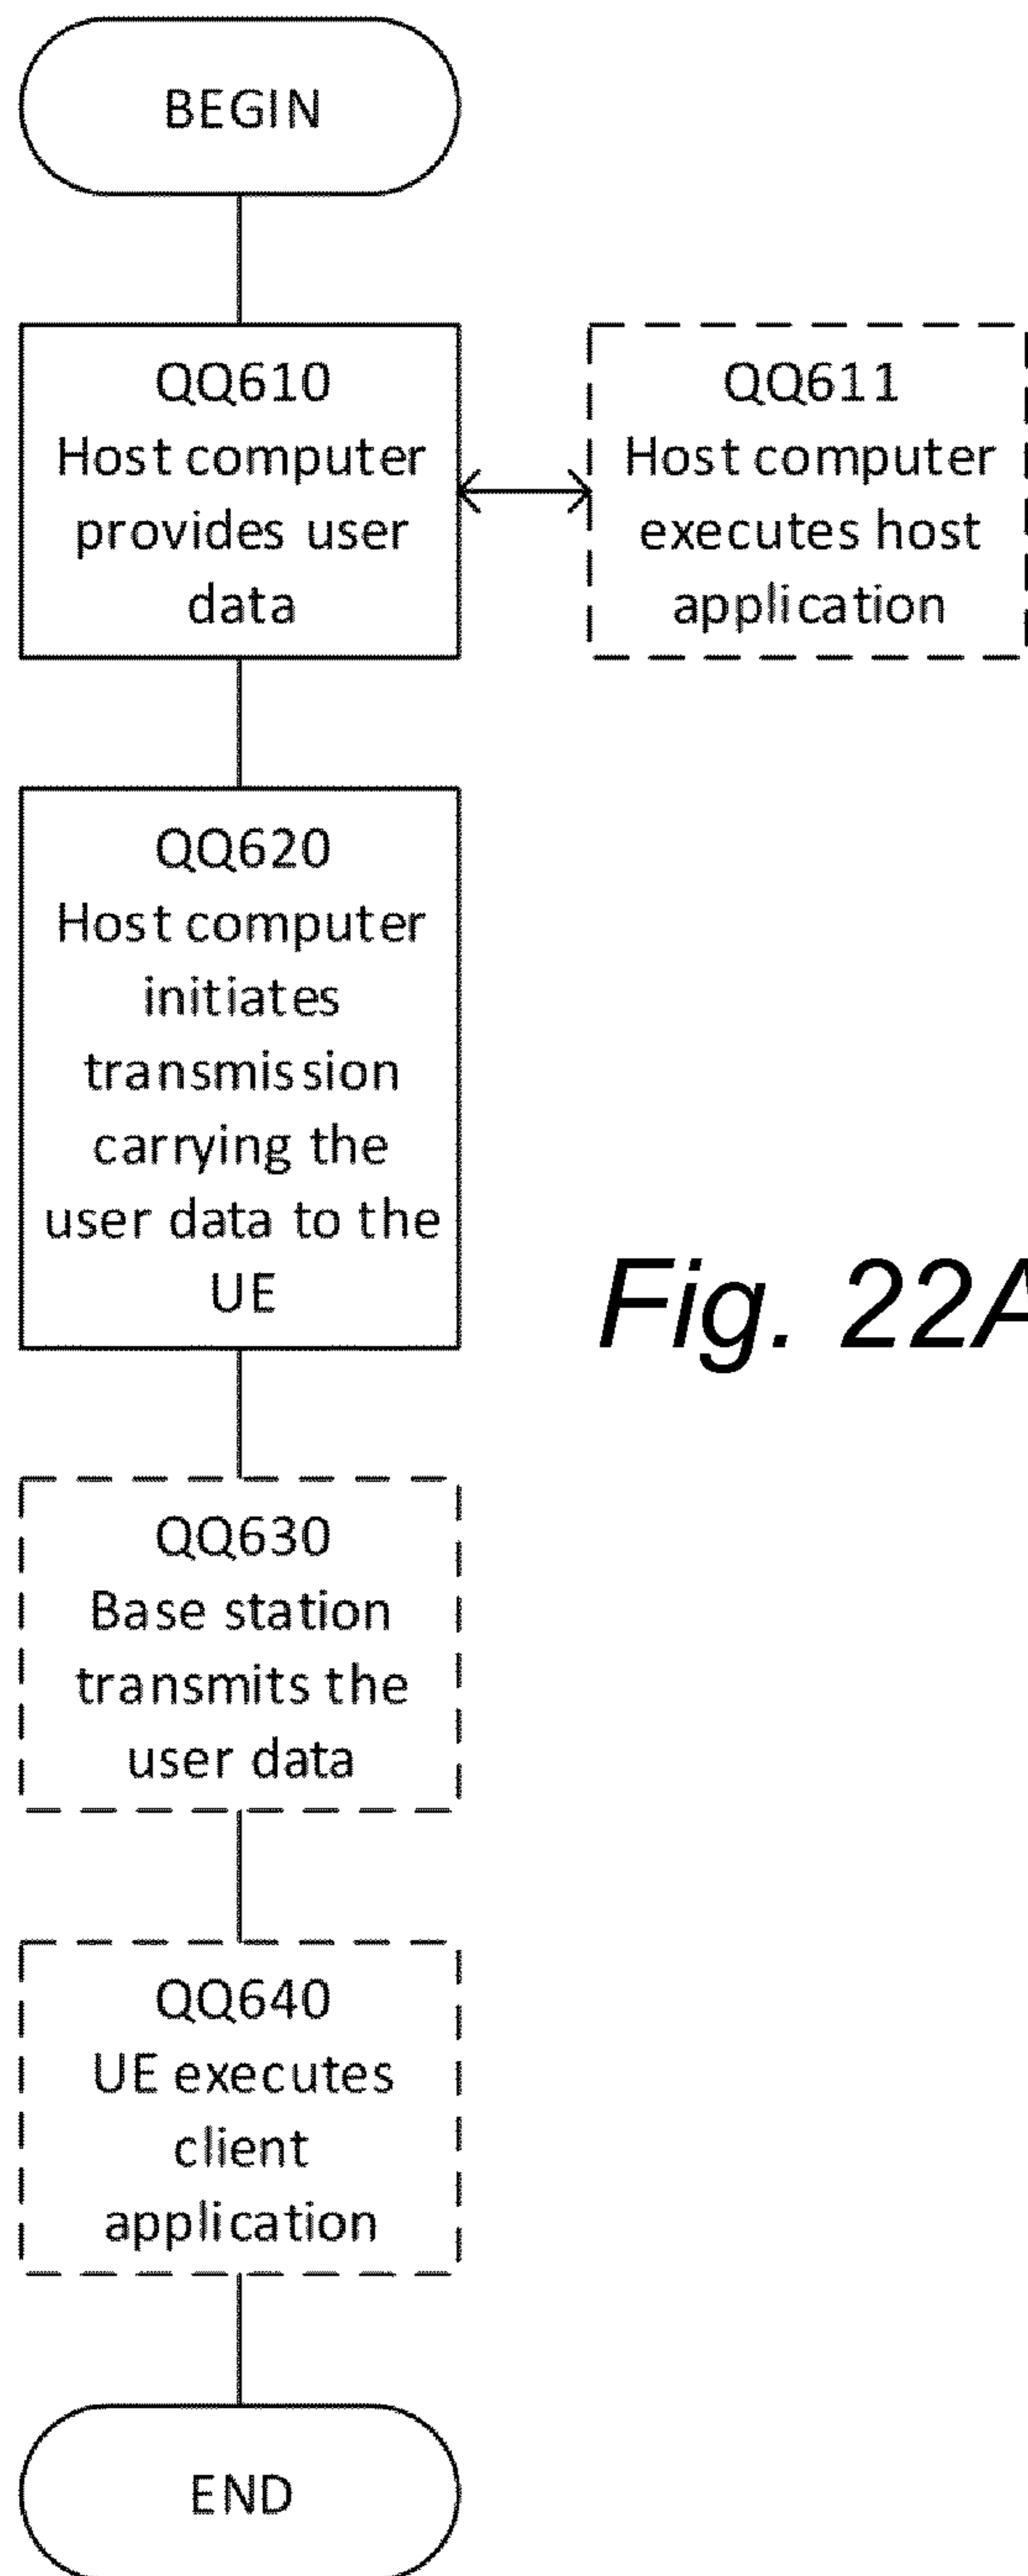 BEGIN
QQ610
Host computer
provides user
data
QQ611
Host computer
executes host
application
QQ620
Host computer
initiates
transmission
carrying the
user data to the
UE
Fig. 22A
QQ630
Base station
transmits the
user data
QQ640
UE executes
client
application
END